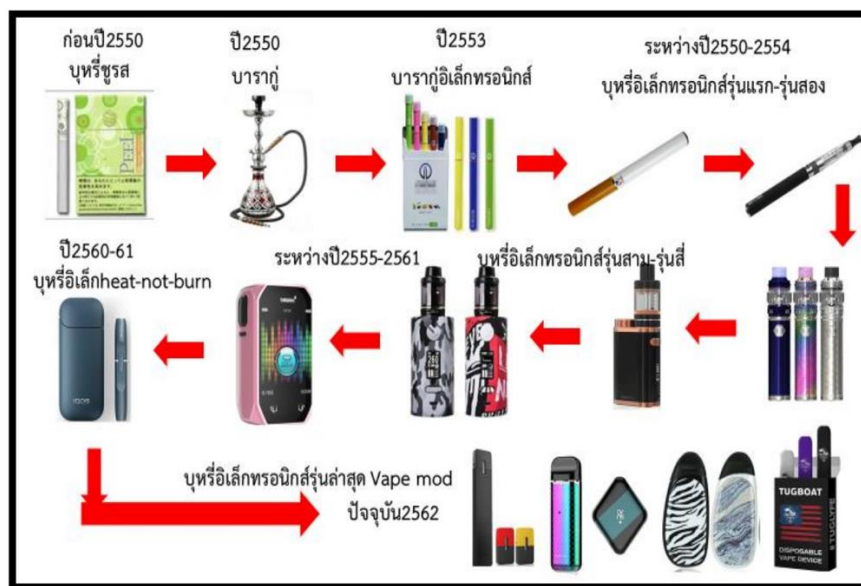 ก่อนปี2550
บุหรี่ชูรส
ปี2550
บารากู่
ปี2553
บารากู่อิเล็กทรอนิกส์
ระหว่างปี2550-2554
บุหรี่อิเล็กทรอนิกส์รุ่นแรก-รุ่นสอง
PEEL
ปี2560-61
บุหรี่อิเล็กheat-not-burn
ระหว่างปี2555-2561
บุหรี่อิเล็กทรอนิกส์รุ่นสาม-รุ่นสี่
IQOS
บุหรี่อิเล็กทรอนิกส์รุ่นล่าสุด Vape mod
ปัจจุบัน2562
TUGBOAT
DISPOSABLE
VAPE DEVICE
#TUGLYFE